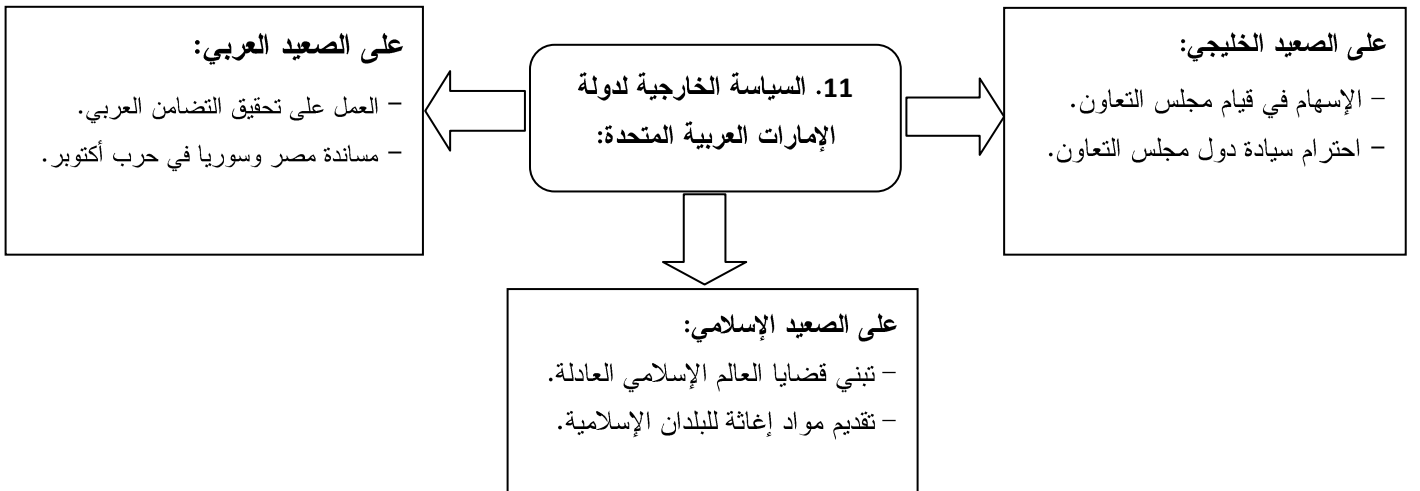 11. السياسة الخارجية لدولة
الإمارات العربية المتحدة:
على الصعيد الخليجي:
- الإسهام في قيام مجلس التعاون.
- احترام سيادة دول مجلس التعاون.
على الصعيد العربي:
- العمل على تحقيق التضامن العربي.
- مساندة مصر وسوريا في حرب أكتوبر.
على الصعيد الإسلامي:
- تبني قضايا العالم الإسلامي العادلة.
- تقديم مواد إغاثة للبلدان الإسلامية.